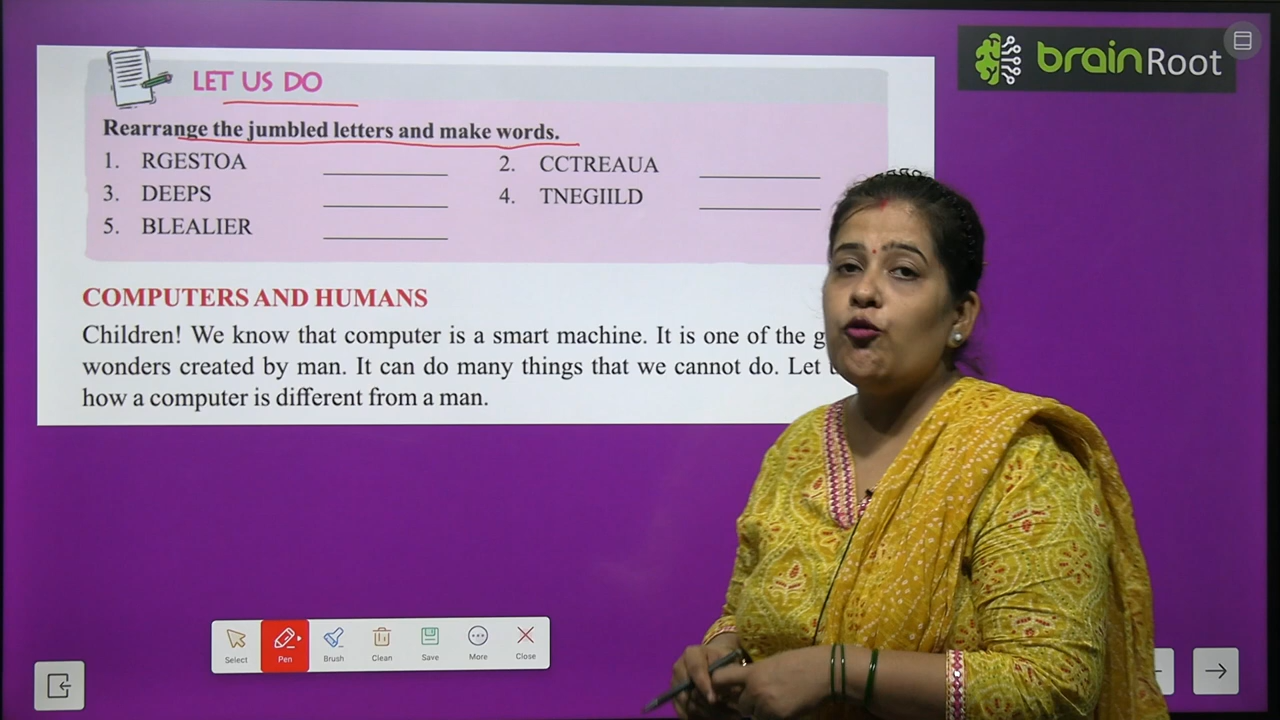 brainRoot
LET US DO
Rearrange the jumbled letters and make words.
1. RGESTOA
2. CCTREAUA
3. DEEPS
4. TNEGIILD
5. BLEALIER
COMPUTERS AND HUMANS
Children! We know that computer is a smart machine. It is one of the
wonders created by man. It can do many things that we cannot do. Let
how a computer is different from a man.
Select Pen Brush Clean Save More Close